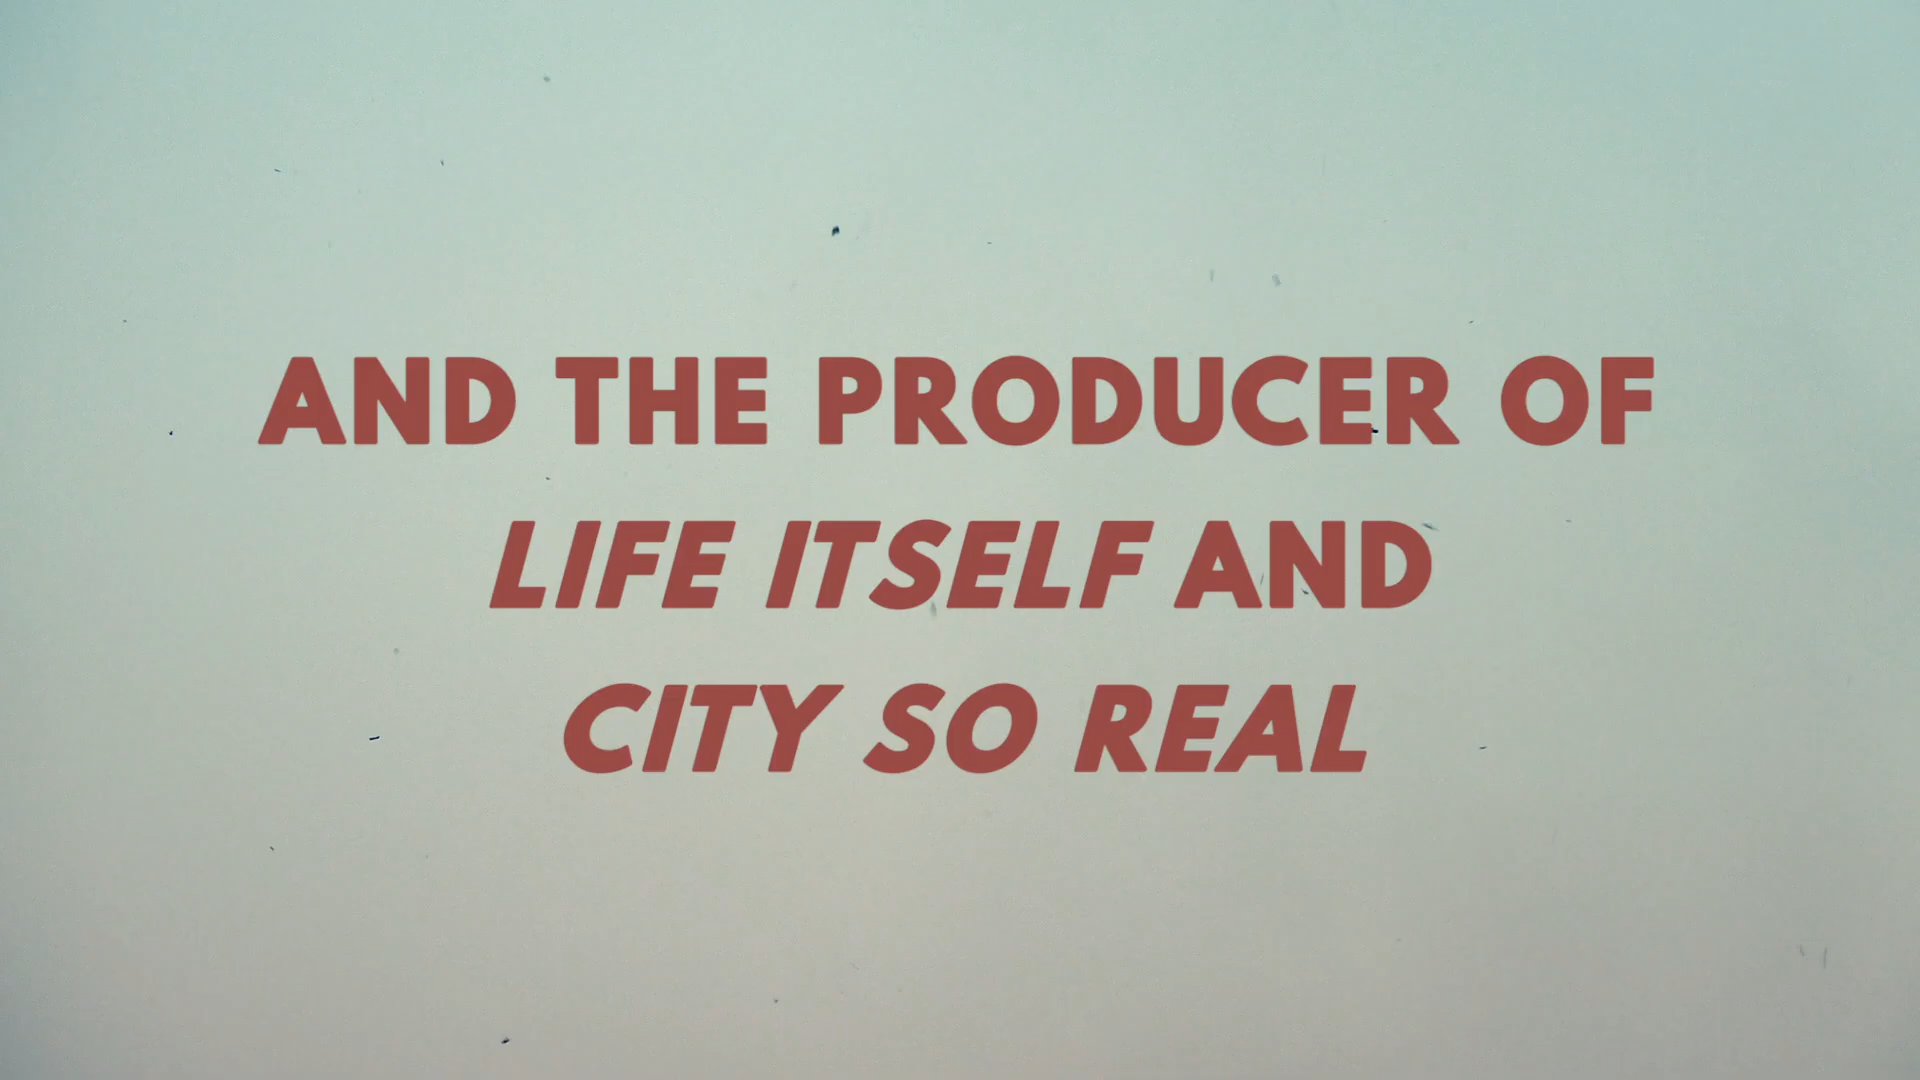 AND THE PRODUCER OF
LIFE ITSELF AND
CITY SO REAL